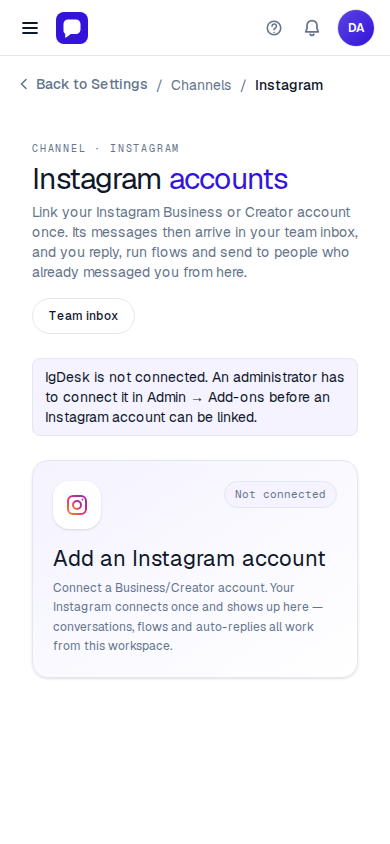 DA
Back to Settings / Channels / Instagram
CHANNEL · INSTAGRAM
Instagram accounts
Link your Instagram Business or Creator account
once. Its messages then arrive in your team inbox,
and you reply, run flows and send to people who
already messaged you from here.
Team inbox
IgDesk is not connected. An administrator has
to connect it in Admin → Add-ons before an
Instagram account can be linked.
Not connected
Add an Instagram account
Connect a Business/Creator account. Your
Instagram connects once and shows up here —
conversations, flows and auto-replies all work
from this workspace.